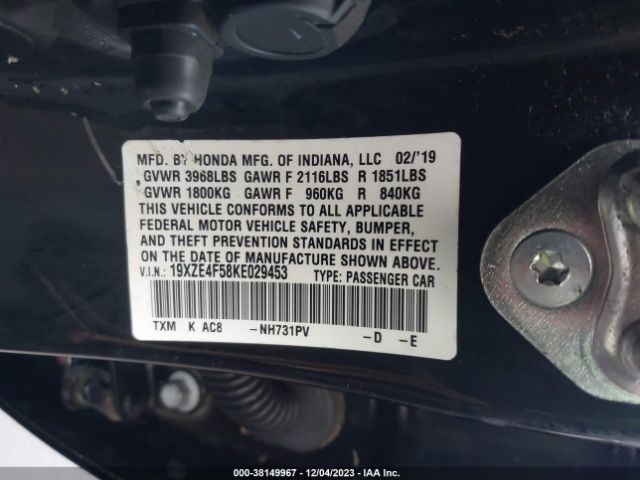 MFD. BY HONDA MFG. OF INDIANA, LLC 02/'19
GVWR 3968LBS GAWR F 2116LBS R 1851LBS
GVWR 1800KG GAWR F 960KG R 840KG
THIS VEHICLE CONFORMS TO ALL APPLICABLE
FEDERAL MOTOR VEHICLE SAFETY, BUMPER,
AND THEFT PREVENTION STANDARDS IN EFFECT
ON THE DATE OF MANUFACTURE SHOWN ABOVE.
V.I.N.: 19XZE4F58KE029453 TYPE: PASSENGER CAR
TXM K AC8 -NH731PV -D -E
000-38149967 - 12/04/2023 - IAA Inc.